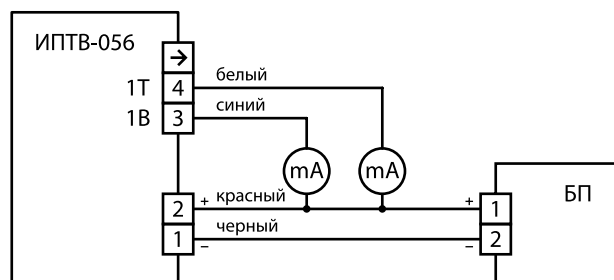 ИПТВ-056
→
1Т 4 белый
1В 3 синий
mA mA
2 + красный + 1 БП
1 – черный – 2